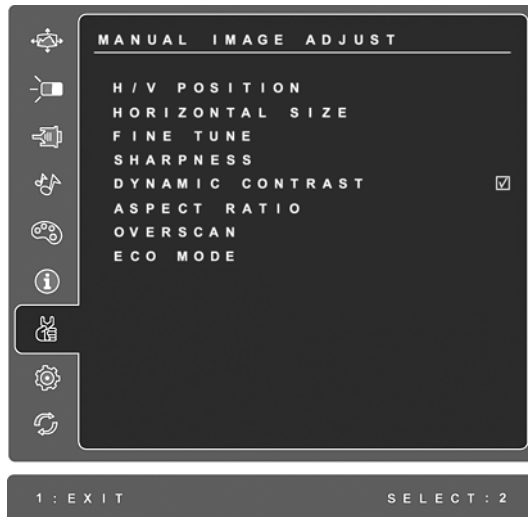 MANUAL IMAGE ADJUST
H/V POSITION
HORIZONTAL SIZE
FINE TUNE
SHARPNESS
DYNAMIC CONTRAST
ASPECT RATIO
OVERSCAN
ECO MODE
1:EXIT SELECT:2